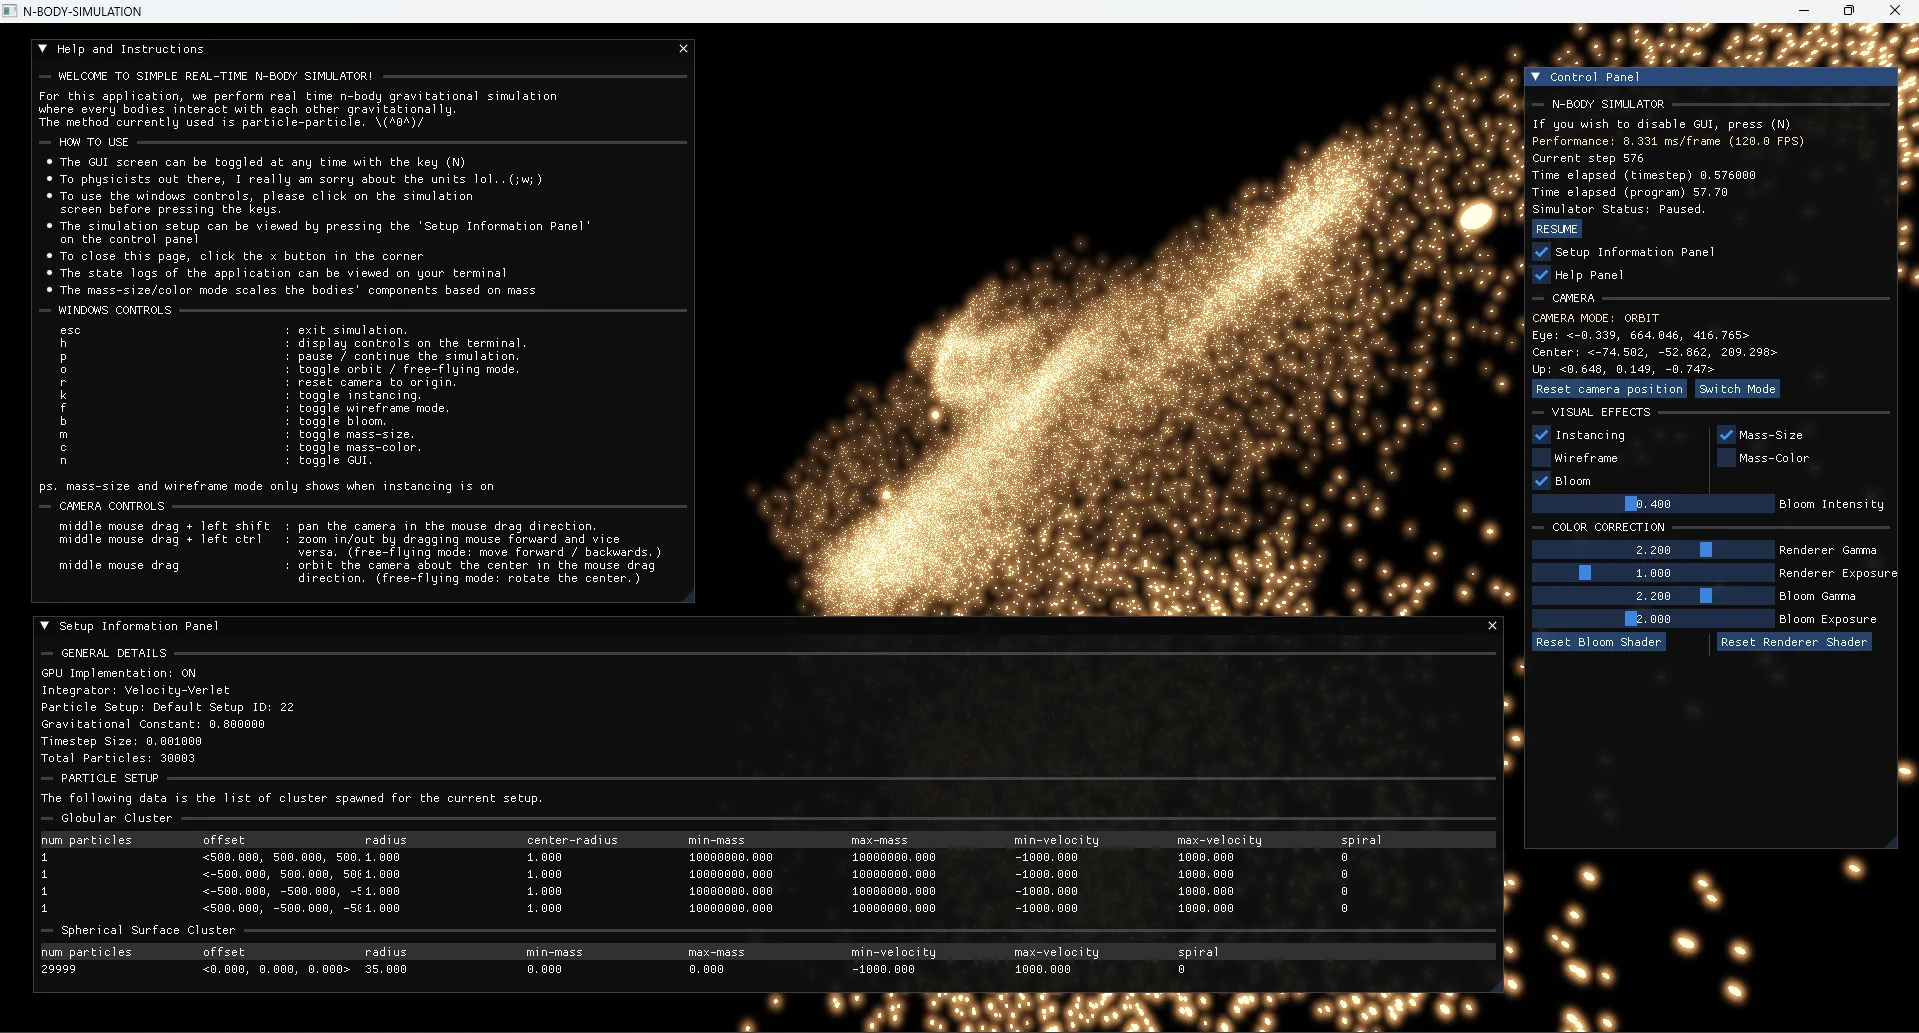 N-BODY-SIMULATION
Help and Instructions
WELCOME TO SIMPLE REAL-TIME N-BODY SIMULATOR!
For this application, we perform real time n-body gravitational simulation
where every bodies interact with each other gravitationally.
The method currently used is particle-particle. \(^0^)/
HOW TO USE
The GUI screen can be toggled at any time with the key (N)
To physicists out there, I really am sorry about the units lol..(;w;)
To use the windows controls, please click on the simulation
screen before pressing the keys.
The simulation setup can be viewed by pressing the 'Setup Information Panel'
on the control panel
To close this page, click the x button in the corner
The state logs of the application can be viewed on your terminal
The mass-size/color mode scales the bodies' components based on mass
WINDOWS CONTROLS
esc : exit simulation.
h : display controls on the terminal.
p : pause / continue the simulation.
o : toggle orbit / free-flying mode.
r : reset camera to origin.
k : toggle instancing.
f : toggle wireframe mode.
b : toggle bloom.
m : toggle mass-size.
c : toggle mass-color.
n : toggle GUI.
ps. mass-size and wireframe mode only shows when instancing is on
CAMERA CONTROLS
middle mouse drag + left shift : pan the camera in the mouse drag direction.
middle mouse drag + left ctrl : zoom in/out by dragging mouse forward and vice
versa. (free-flying mode: move forward / backwards.)
middle mouse drag : orbit the camera about the center in the mouse drag
direction. (free-flying mode: rotate the center.)
Setup Information Panel
GENERAL DETAILS
GPU Implementation: ON
Integrator: Velocity-Verlet
Particle Setup: Default Setup ID: 22
Gravitational Constant: 0.800000
Timestep Size: 0.001000
Total Particles: 30003
PARTICLE SETUP
The following data is the list of cluster spawned for the current setup.
Globular Cluster
num particles offset radius center-radius min-mass max-mass min-velocity max-velocity spiral
1 <500.000, 500.000, 500. 1.000 1.000 10000000.000 10000000.000 -1000.000 1000.000 0
1 <-500.000, 500.000, 50 1.000 1.000 10000000.000 10000000.000 -1000.000 1000.000 0
1 <-500.000, -500.000, -5 1.000 1.000 10000000.000 10000000.000 -1000.000 1000.000 0
1 <500.000, -500.000, -5 1.000 1.000 10000000.000 10000000.000 -1000.000 1000.000 0
Spherical Surface Cluster
num particles offset radius min-mass max-mass min-velocity max-velocity spiral
29999 <0.000, 0.000, 0.000> 35.000 0.000 0.000 -1000.000 1000.000 0
Control Panel
N-BODY SIMULATOR
If you wish to disable GUI, press (N)
Performance: 8.331 ms/frame (120.0 FPS)
Current step 576
Time elapsed (timestep) 0.576000
Time elapsed (program) 57.70
Simulator Status: Paused.
RESUME
Setup Information Panel
Help Panel
CAMERA
CAMERA MODE: ORBIT
Eye: <-0.339, 664.046, 416.765>
Center: <-74.502, -52.862, 209.298>
Up: <0.648, 0.149, -0.747>
Reset camera position Switch Mode
VISUAL EFFECTS
Instancing Mass-Size
Wireframe Mass-Color
Bloom
0.400 Bloom Intensity
COLOR CORRECTION
2.200 Renderer Gamma
1.000 Renderer Exposure
2.200 Bloom Gamma
2.000 Bloom Exposure
Reset Bloom Shader Reset Renderer Shader